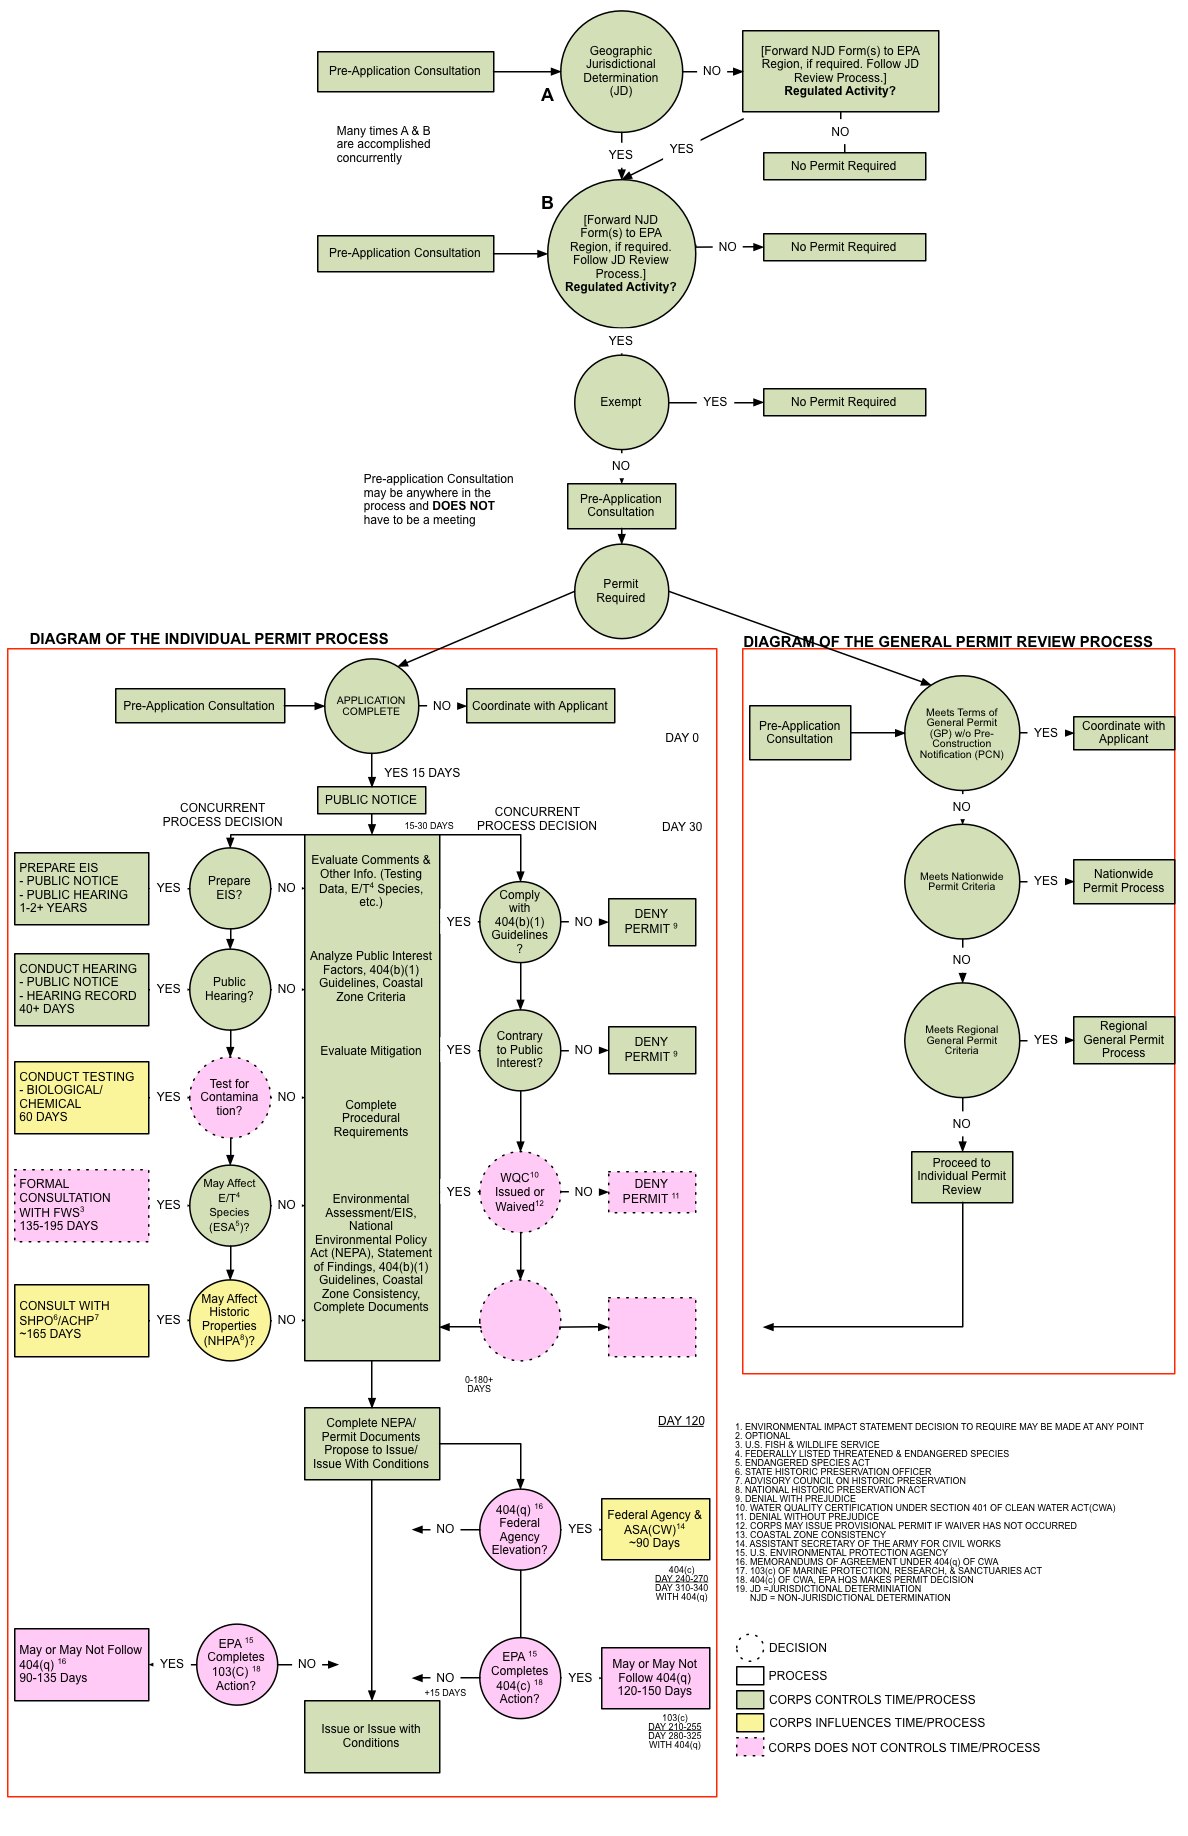 Pre-Application Consultation
Geographic
Jurisdictional
Determination
(JD)
A
NO
[Forward NJD Form(s) to EPA
Region, if required. Follow JD
Review Process.]
Regulated Activity?
Many times A & B
are accomplished
concurrently
YES
YES
NO
No Permit Required
B
Pre-Application Consultation
[Forward NJD
Form(s) to EPA
Region, if required.
Follow JD Review
Process.]
Regulated Activity?
NO
No Permit Required
YES
Exempt
YES
No Permit Required
NO
Pre-application Consultation
may be anywhere in the
process and DOES NOT
have to be a meeting
Pre-Application
Consultation
Permit
Required
DIAGRAM OF THE INDIVIDUAL PERMIT PROCESS
Pre-Application Consultation
APPLICATION
COMPLETE
NO
Coordinate with Applicant
DAY 0
YES 15 DAYS
PUBLIC NOTICE
CONCURRENT
PROCESS DECISION
15-30 DAYS
CONCURRENT
PROCESS DECISION
DAY 30
PREPARE EIS
- PUBLIC NOTICE
- PUBLIC HEARING
1-2+ YEARS
YES
Prepare
EIS?
NO
CONDUCT HEARING
- PUBLIC NOTICE
- HEARING RECORD
40+ DAYS
YES
Public
Hearing?
NO
CONDUCT TESTING
- BIOLOGICAL/
CHEMICAL
60 DAYS
YES
Test for
Contamina
tion?
NO
FORMAL
CONSULTATION
WITH FWS3
135-195 DAYS
YES
May Affect
E/T4
Species
(ESA5)?
NO
CONSULT WITH
SHPO6/ACHP7
~165 DAYS
YES
May Affect
Historic
Properties
(NHPA8)?
NO
Evaluate Comments &
Other Info. (Testing
Data, E/T4 Species,
etc.)
Analyze Public Interest
Factors, 404(b)(1)
Guidelines, Coastal
Zone Criteria
Evaluate Mitigation
Complete
Procedural
Requirements
Environmental
Assessment/EIS,
National
Environmental Policy
Act (NEPA), Statement
of Findings, 404(b)(1)
Guidelines, Coastal
Zone Consistency,
Complete Documents
YES
Comply
with
404(b)(1)
Guidelines
?
NO
DENY
PERMIT 9
YES
Contrary
to Public
Interest?
NO
DENY
PERMIT 9
YES
WQC10
Issued or
Waived12
NO
DENY
PERMIT 11
0-180+
DAYS
DAY 120
Complete NEPA/
Permit Documents
Propose to Issue/
Issue With Conditions
NO
404(q) 16
Federal
Agency
Elevation?
YES
Federal Agency &
ASA(CW)14
~90 Days
404(c)
DAY 240-270
DAY 310-340
WITH 404(q)
May or May Not Follow
404(q) 16
90-135 Days
YES
EPA 15
Completes
103(C) 18
Action?
NO
NO
+15 DAYS
EPA 15
Completes
404(c) 18
Action?
YES
May or May Not
Follow 404(q)
120-150 Days
103(c)
DAY 210-255
DAY 280-325
WITH 404(q)
Issue or Issue with
Conditions
DIAGRAM OF THE GENERAL PERMIT REVIEW PROCESS
Pre-Application
Consultation
Meets Terms of
General Permit
(GP) w/o Pre-
Construction
Notification (PCN)
YES
Coordinate with
Applicant
NO
Meets Nationwide
Permit Criteria
YES
Nationwide
Permit Process
NO
Meets Regional
General Permit
Criteria
YES
Regional
General Permit
Process
NO
Proceed to
Individual Permit
Review
1. ENVIRONMENTAL IMPACT STATEMENT DECISION TO REQUIRE MAY BE MADE AT ANY POINT
2. OPTIONAL
3. U.S. FISH & WILDLIFE SERVICE
4. FEDERALLY LISTED THREATENED & ENDANGERED SPECIES
5. ENDANGERED SPECIES ACT
6. STATE HISTORIC PRESERVATION OFFICER
7. ADVISORY COUNCIL ON HISTORIC PRESERVATION
8. NATIONAL HISTORIC PRESERVATION ACT
9. DENIAL WITH PREJUDICE
10. WATER QUALITY CERTIFICATION UNDER SECTION 401 OF CLEAN WATER ACT(CWA)
11. DENIAL WITHOUT PREJUDICE
12. CORPS MAY ISSUE PROVISIONAL PERMIT IF WAIVER HAS NOT OCCURRED
13. COASTAL ZONE CONSISTENCY
14. ASSISTANT SECRETARY OF THE ARMY FOR CIVIL WORKS
15. U.S. ENVIRONMENTAL PROTECTION AGENCY
16. MEMORANDUMS OF AGREEMENT UNDER 404(q) OF CWA
17. 103(c) OF MARINE PROTECTION, RESEARCH, & SANCTUARIES ACT
18. 404(c) OF CWA, EPA HQS MAKES PERMIT DECISION
19. JD =JURISDICTIONAL DETERMINIATION
NJD = NON-JURISDICTIONAL DETERMINATION
DECISION
PROCESS
CORPS CONTROLS TIME/PROCESS
CORPS INFLUENCES TIME/PROCESS
CORPS DOES NOT CONTROLS TIME/PROCESS